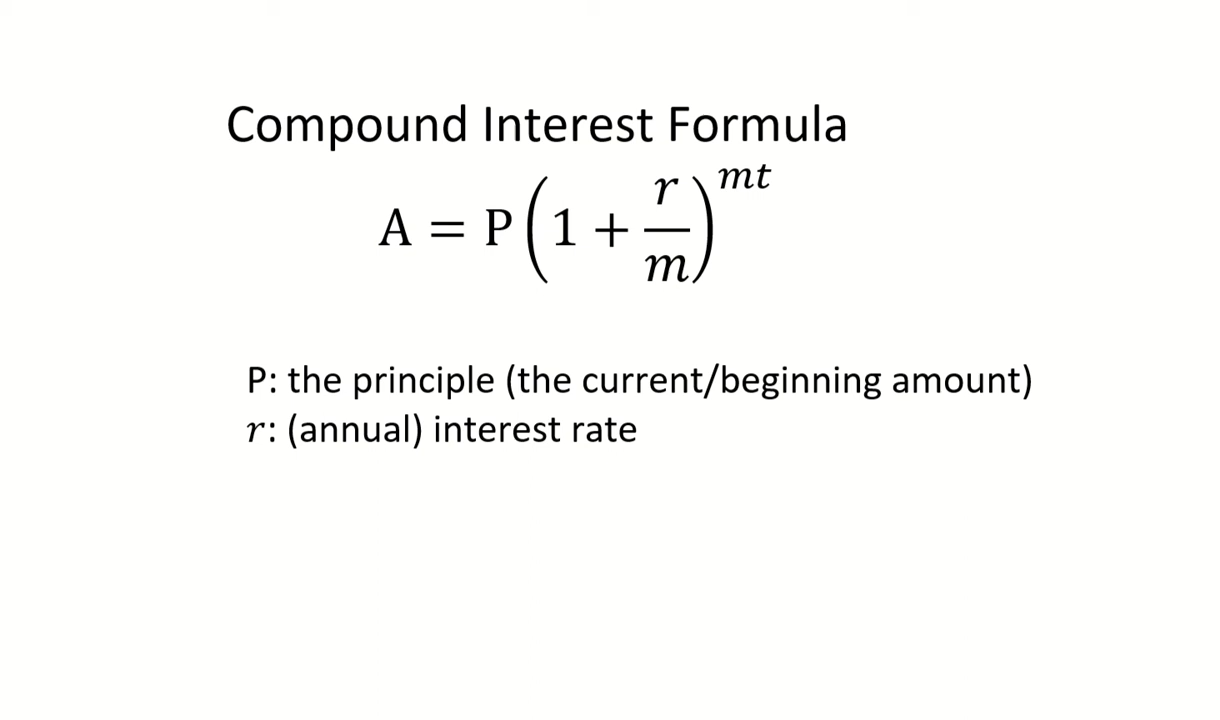 Compound Interest Formula
A = P(1 + r/m)^mt
P: the principle (the current/beginning amount)
r: (annual) interest rate